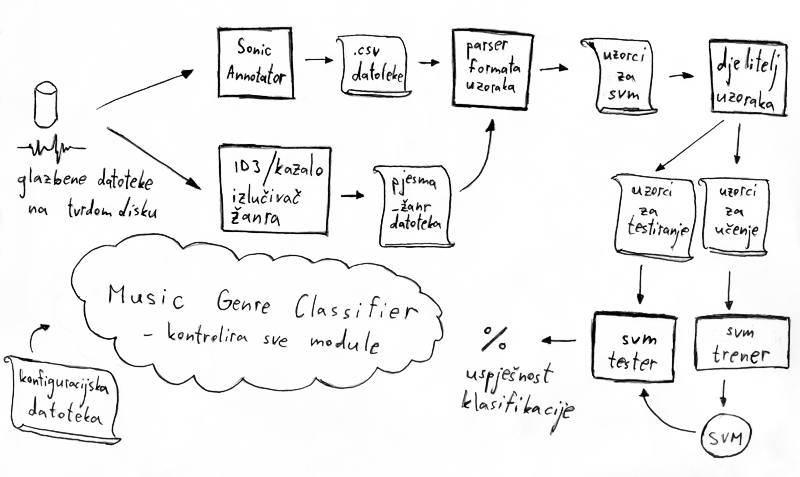 Sonic
Annotator
.csv
datoteke
parser
formata
uzoraka
uzorci
za
svm
djelitelj
uzoraka
glazbene datoteke
na tvrdom disku
ID3/kazalo
izlučivač
žanra
pjesma
-žanr
datoteka
uzorci
za
testiranje
uzorci
za
učenje
Music Genre Classifier
- kontrolira sve module
konfiguracijska
datoteka
%
uspješnost
klasifikacije
svm
tester
svm
trener
SVM